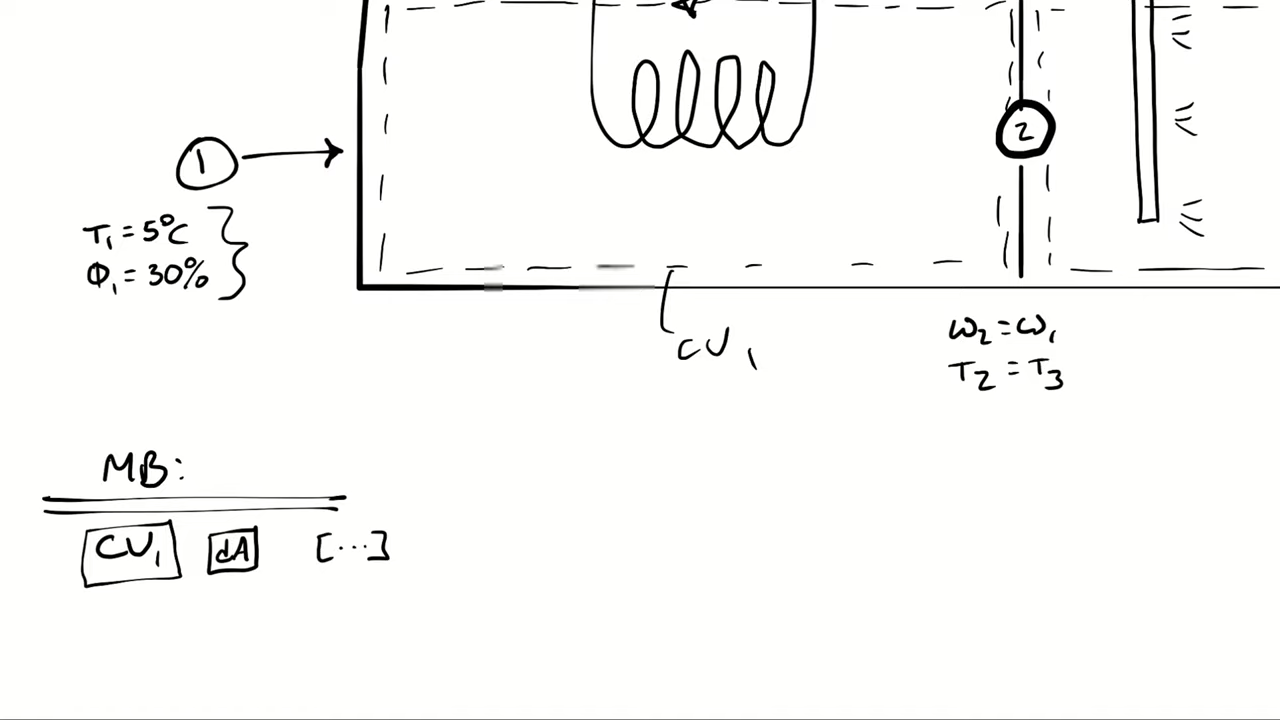 2
1
T₁ = 5°C
Φ₁ = 30%
CV₁
ω₂ = ω₁
T₂ = T₃
MB:
CV₁ dA [...]